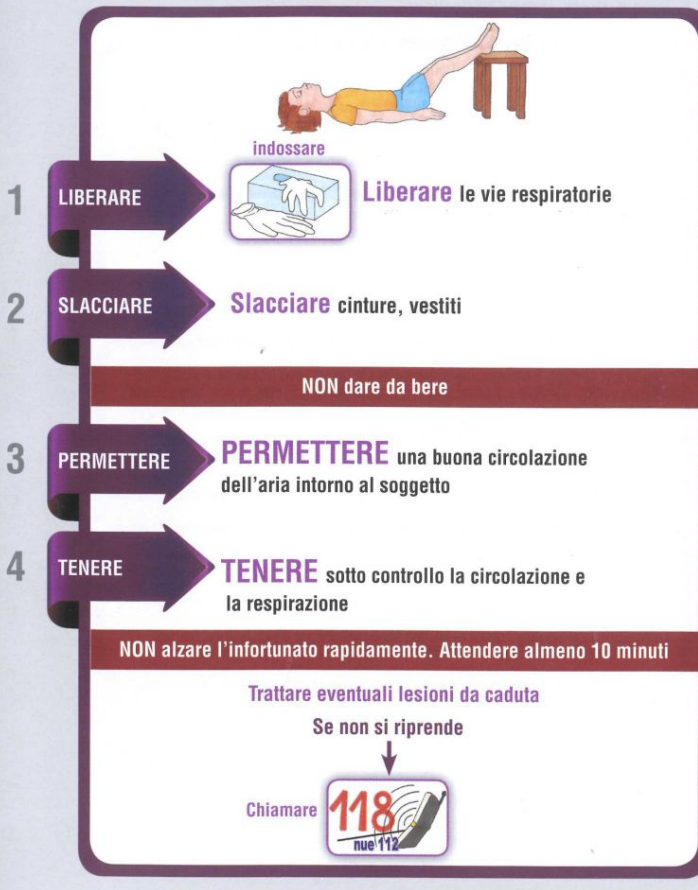 indossare
1 LIBERARE Liberare le vie respiratorie
2 SLACCIARE Slacciare cinture, vestiti
NON dare da bere
3 PERMETTERE PERMETTERE una buona circolazione
dell'aria intorno al soggetto
4 TENERE TENERE sotto controllo la circolazione e
la respirazione
NON alzare l'infortunato rapidamente. Attendere almeno 10 minuti
Trattare eventuali lesioni da caduta
Se non si riprende
Chiamare 118
nue 112